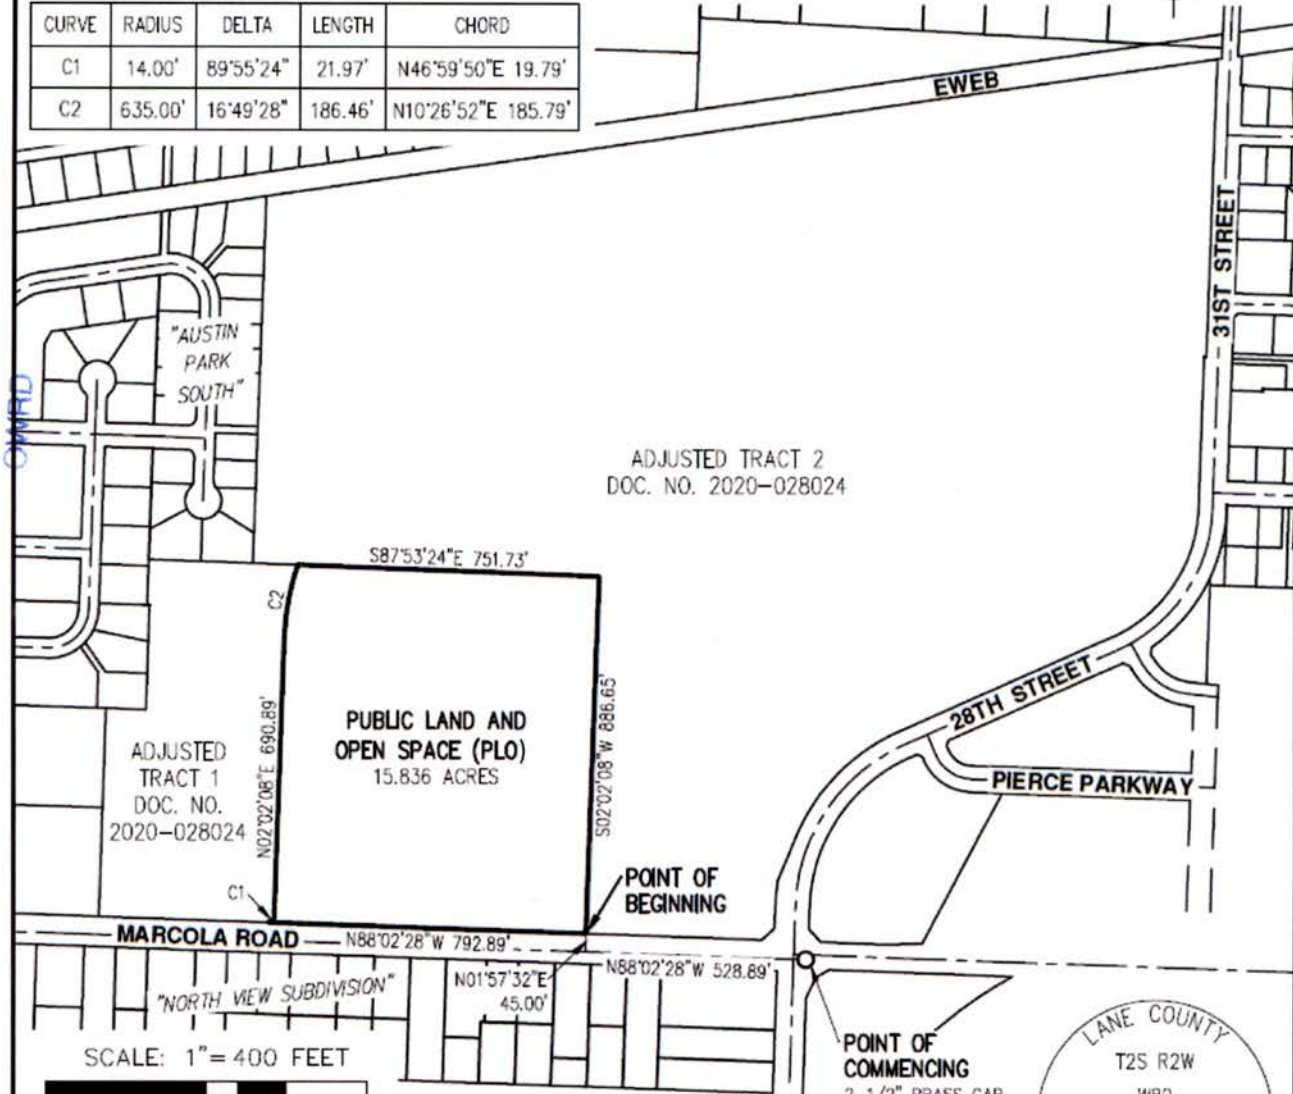 CURVE RADIUS DELTA LENGTH CHORD
C1 14.00' 89°55'24" 21.97' N46°59'50"E 19.79'
C2 635.00' 16°49'28" 186.46' N10°26'52"E 185.79'
EWEB
31ST STREET
"AUSTIN
PARK
SOUTH"
OWRD
ADJUSTED TRACT 2
DOC. NO. 2020-028024
S87°53'24"E 751.73'
C2
N02°02'08"E 690.89'
S02°02'08"W 886.65'
PUBLIC LAND AND
OPEN SPACE (PLO)
15.836 ACRES
ADJUSTED
TRACT 1
DOC. NO.
2020-028024
C1
28TH STREET
PIERCE PARKWAY
POINT OF
BEGINNING
MARCOLA ROAD
N88°02'28"W 792.89'
N01°57'32"E
45.00'
N88°02'28"W 528.89'
"NORTH VIEW SUBDIVISION"
SCALE: 1"= 400 FEET
POINT OF
COMMENCING
LANE COUNTY
T2S R2W